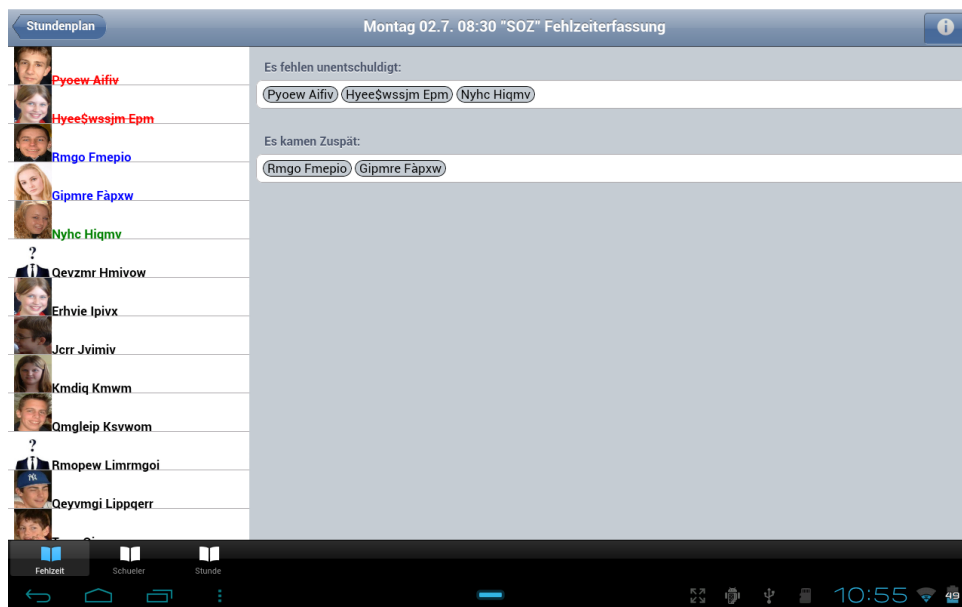 Stundenplan
Montag 02.7. 08:30 "SOZ" Fehlzeiterfassung
Pyoew Aifiv
Hyee$wssjm Epm
Rmgo Fmepio
Gipmre Fàpxw
Nyhc Hiqmv
Qevzmr Hmivow
Erhvie Ipivx
Jcrr Jvimiv
Kmdiq Kmwm
Qmgleip Ksvwom
Rmopew Limrmgoi
Qeyvmgi Lippqerr
Es fehlen unentschuldigt:
Pyoew Aifiv Hyee$wssjm Epm Nyhc Hiqmv
Es kamen Zuspät:
Rmgo Fmepio Gipmre Fàpxw
Fehlzeit Schueler Stunde
10:55 49